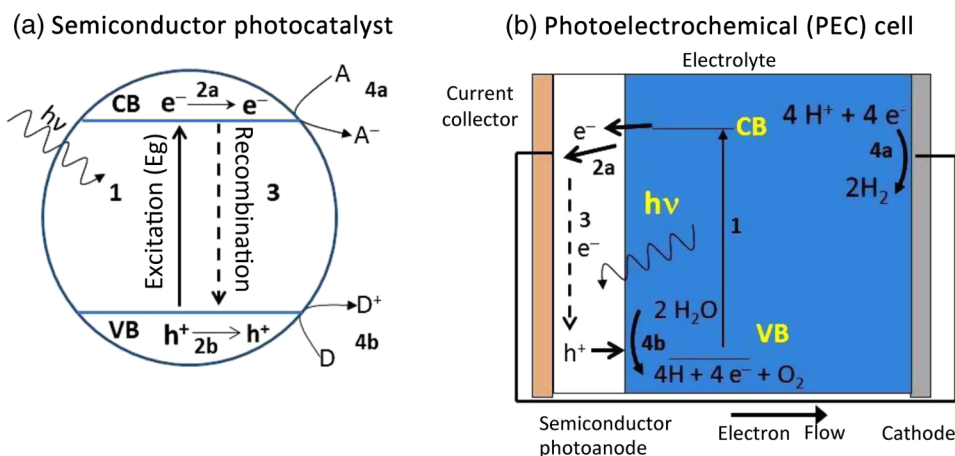 (a) Semiconductor photocatalyst
hν
1
CB e⁻ 2a e⁻
A
4a
A⁻
Excitation (Eg)
Recombination
3
VB h⁺ 2b h⁺
D⁺
4b
D
(b) Photoelectrochemical (PEC) cell
Electrolyte
Current
collector
e⁻
2a
3
e⁻
h⁺
CB
hν
1
4 H⁺ + 4 e⁻
4a
2H₂
2 H₂O
4b
VB
4H + 4 e⁻ + O₂
Semiconductor
photoanode
Electron Flow
Cathode